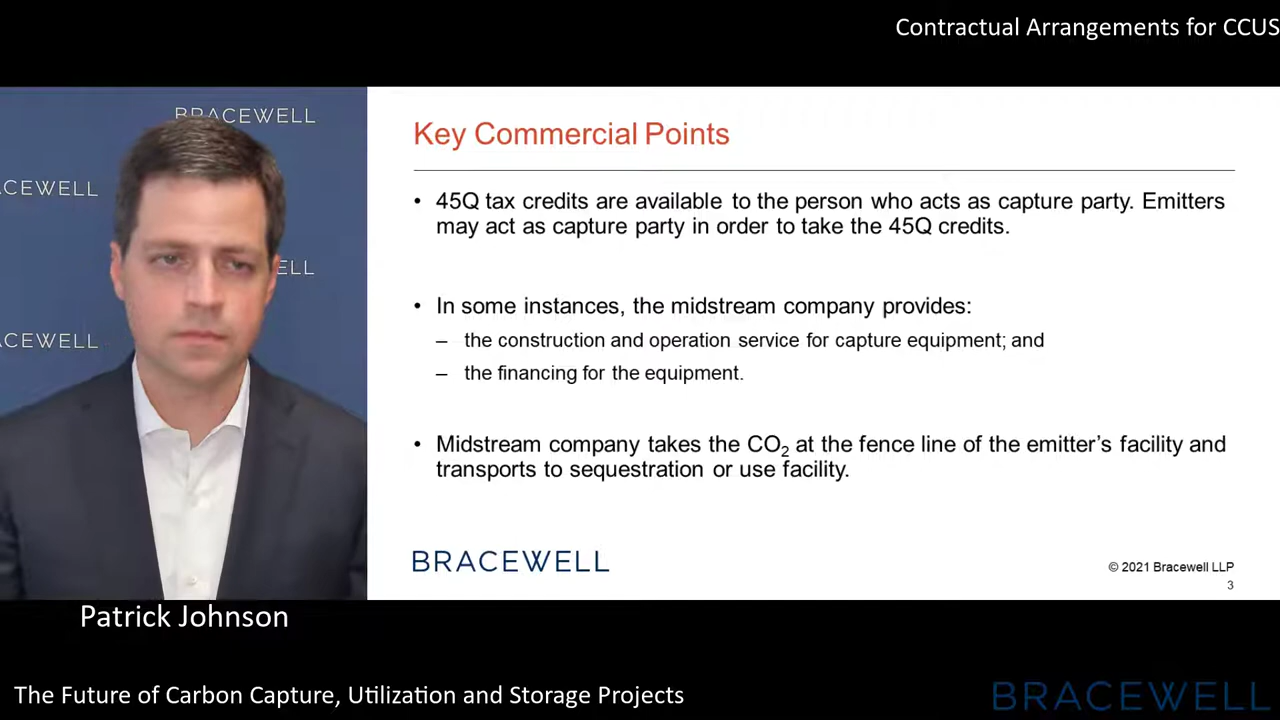 Contractual Arrangements for CCUS
BRACEWELL
ACEWELL
ELL
ACEWELL
Key Commercial Points
• 45Q tax credits are available to the person who acts as capture party. Emitters
may act as capture party in order to take the 45Q credits.
• In some instances, the midstream company provides:
– the construction and operation service for capture equipment; and
– the financing for the equipment.
• Midstream company takes the CO₂ at the fence line of the emitter’s facility and
transports to sequestration or use facility.
BRACEWELL
© 2021 Bracewell LLP
3
Patrick Johnson
The Future of Carbon Capture, Utilization and Storage Projects
BRACEWELL